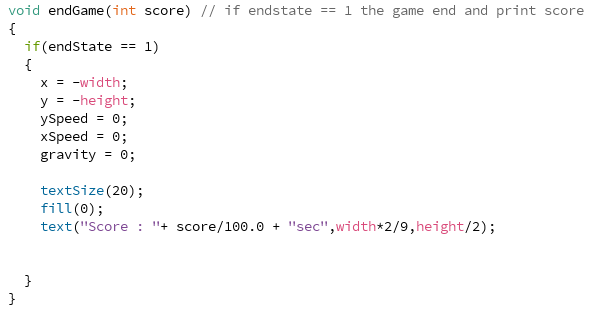 void endGame(int score) // if endstate == 1 the game end and print score
{
  if(endState == 1)
  {
    x = -width;
    y = -height;
    ySpeed = 0;
    xSpeed = 0;
    gravity = 0;

    textSize(20);
    fill(0);
    text("Score : "+ score/100.0 + "sec",width*2/9,height/2);


  }
}